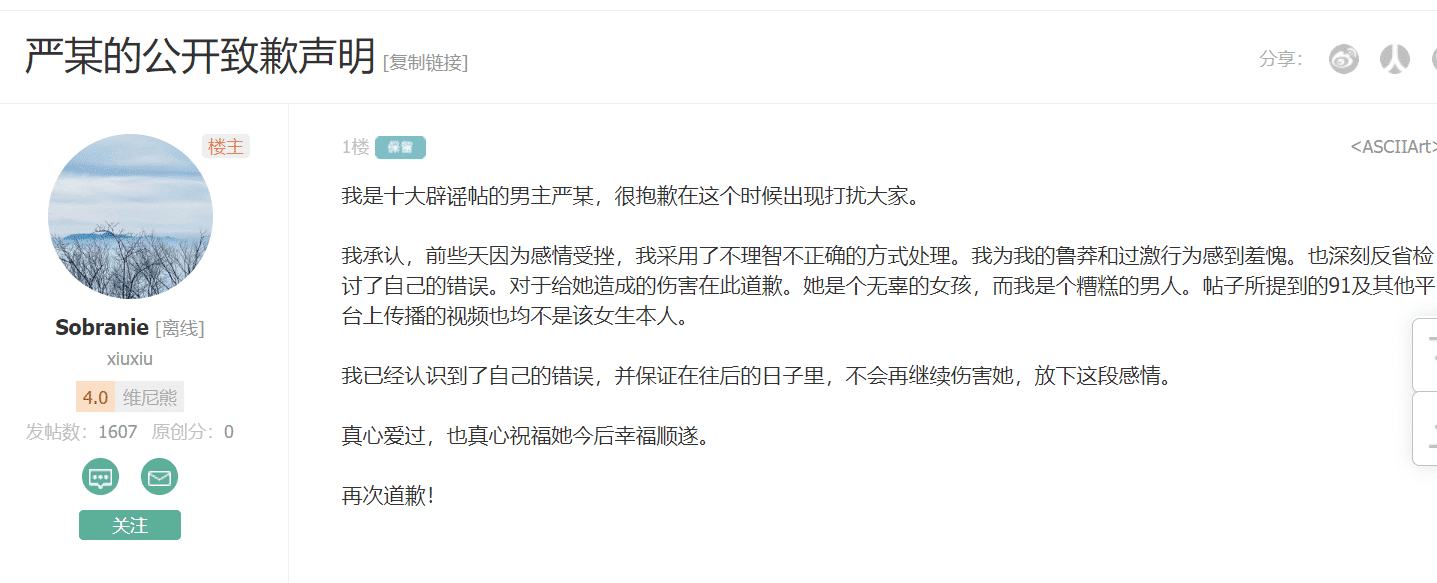 严某的公开致歉声明 [复制链接]
分享：
楼主
1楼 保留
<ASCIIArt>
我是十大辟谣帖的男主严某，很抱歉在这个时候出现打扰大家。
我承认，前些天因为感情受挫，我采用了不理智不正确的方式处理。我为我的鲁莽和过激行为感到羞愧。也深刻反省检
讨了自己的错误。对于给她造成的伤害在此道歉。她是个无辜的女孩，而我是个糟糕的男人。帖子所提到的91及其他平
台上传播的视频也均不是该女生本人。
我已经认识到了自己的错误，并保证在往后的日子里，不会再继续伤害她，放下这段感情。
真心爱过，也真心祝福她今后幸福顺遂。
再次道歉！
Sobranie [离线]
xiuxiu
4.0 维尼熊
发帖数：1607 原创分：0
关注